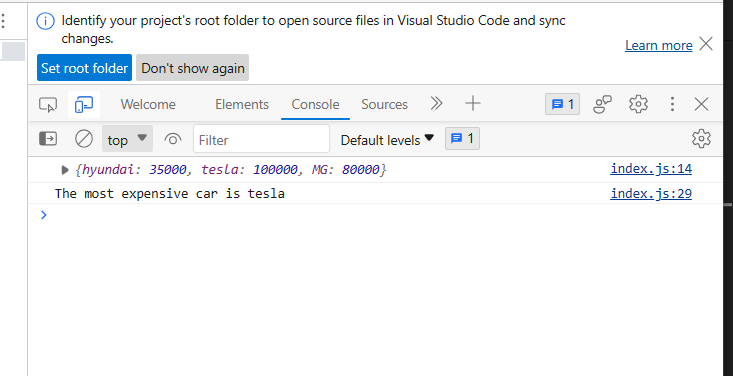 Identify your project's root folder to open source files in Visual Studio Code and sync
changes.
Learn more
Set root folder Don't show again
Welcome Elements Console Sources 1
top Filter Default levels 1
{hyundai: 35000, tesla: 100000, MG: 80000} index.js:14
The most expensive car is tesla index.js:29